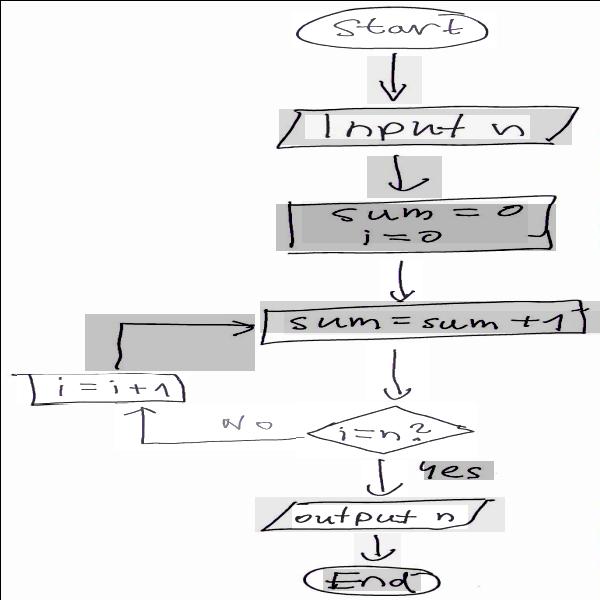 Start
Input n
sum = 0
i = 0
sum = sum + 1
i = i + 1
No
i = n?
yes
output n
End